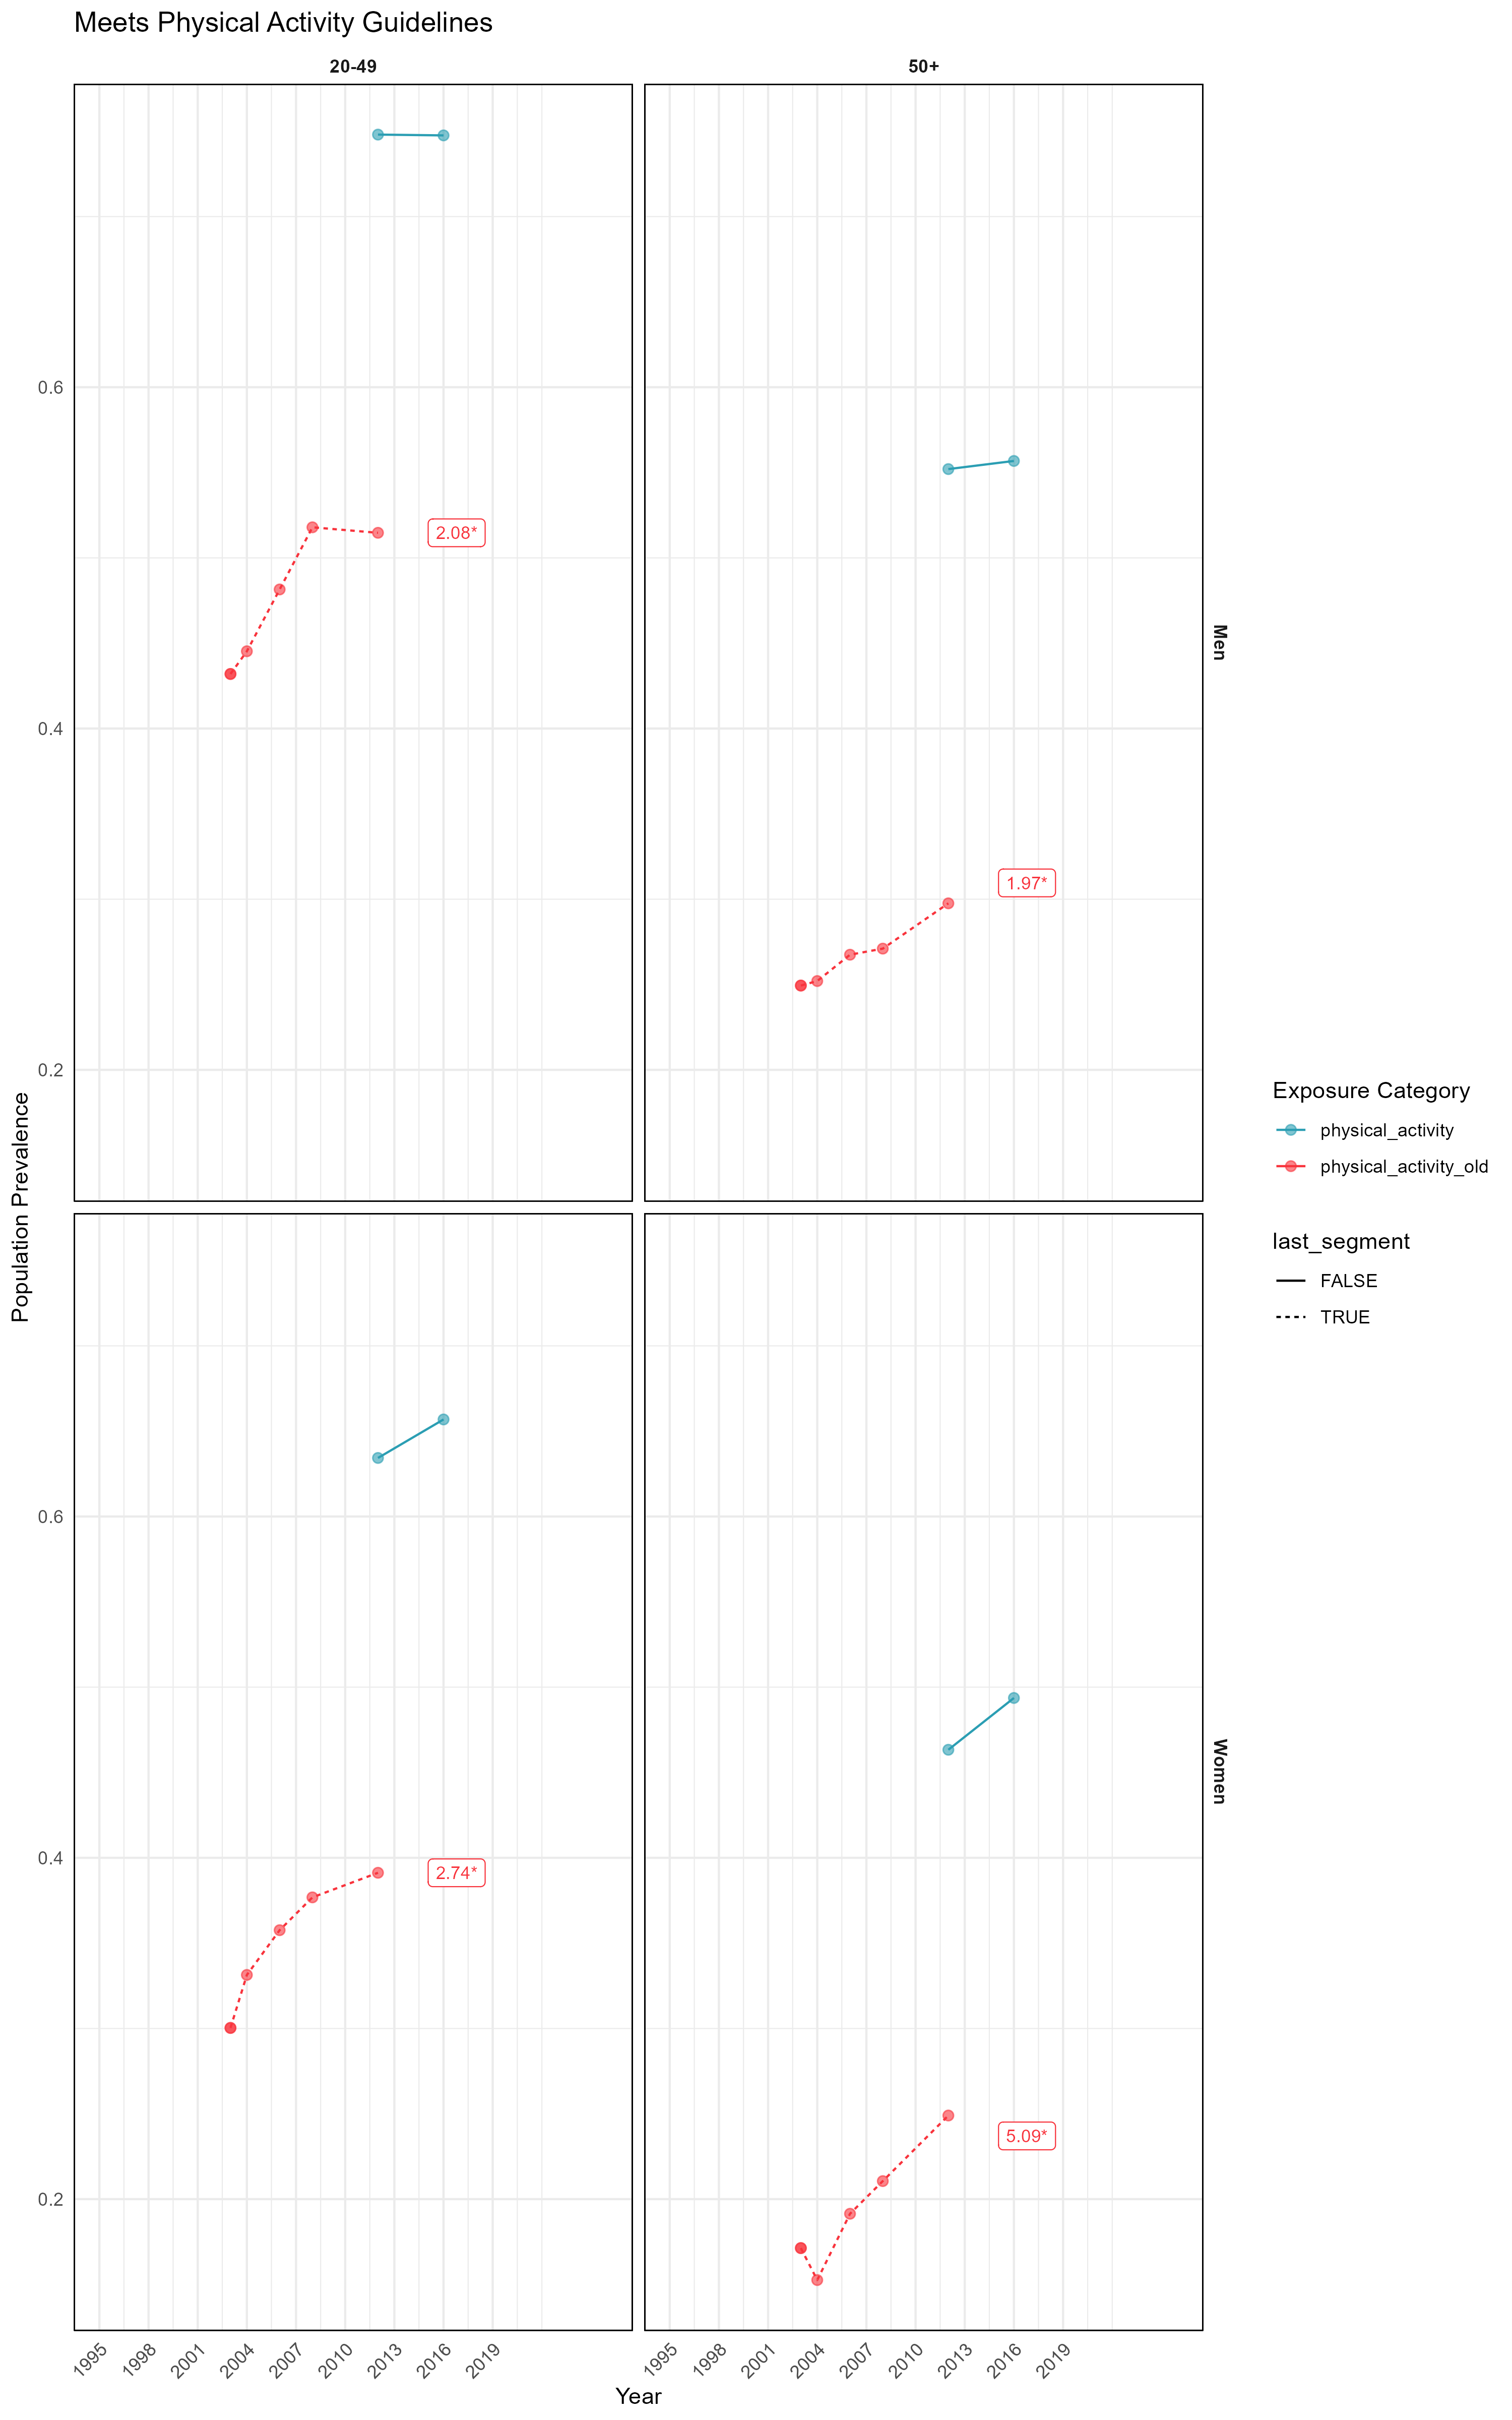 Meets Physical Activity Guidelines
20-49
50+
0.6
0.4
0.2
2.08*
1.97*
Men
Population Prevalence
0.6
0.4
0.2
2.74*
5.09*
Women
1995
1998
2001
2004
2007
2010
2013
2016
2019
1995
1998
2001
2004
2007
2010
2013
2016
2019
Year
Exposure Category
physical_activity
physical_activity_old
last_segment
FALSE
TRUE